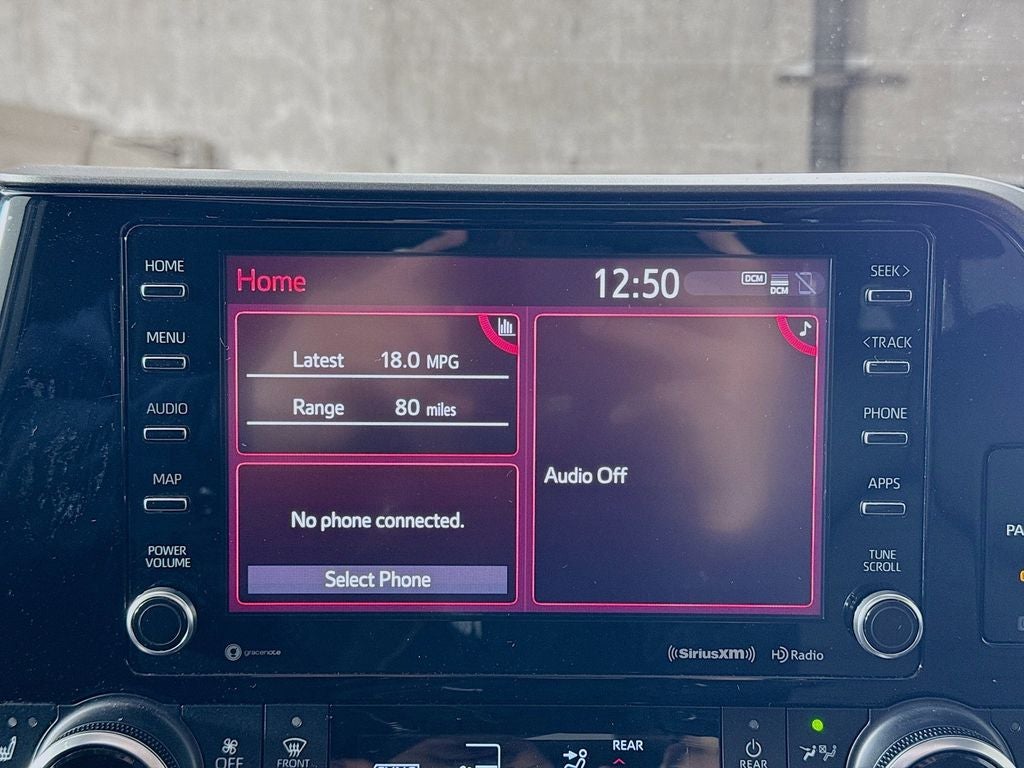 HOME
MENU
AUDIO
MAP
POWER
VOLUME
Home
12:50
DCM
DCM
Latest 18.0 MPG
Range 80 miles
No phone connected.
Select Phone
Audio Off
SEEK >
< TRACK
PHONE
APPS
TUNE
SCROLL
gracenote
((SiriusXM))
HD Radio
PA
OFF
FRONT
SYNC
REAR
REAR